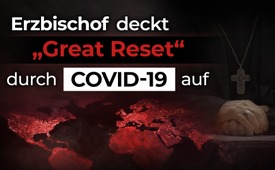 Erzbischof deckt
„Great Reset“
durch COVID-19 auf